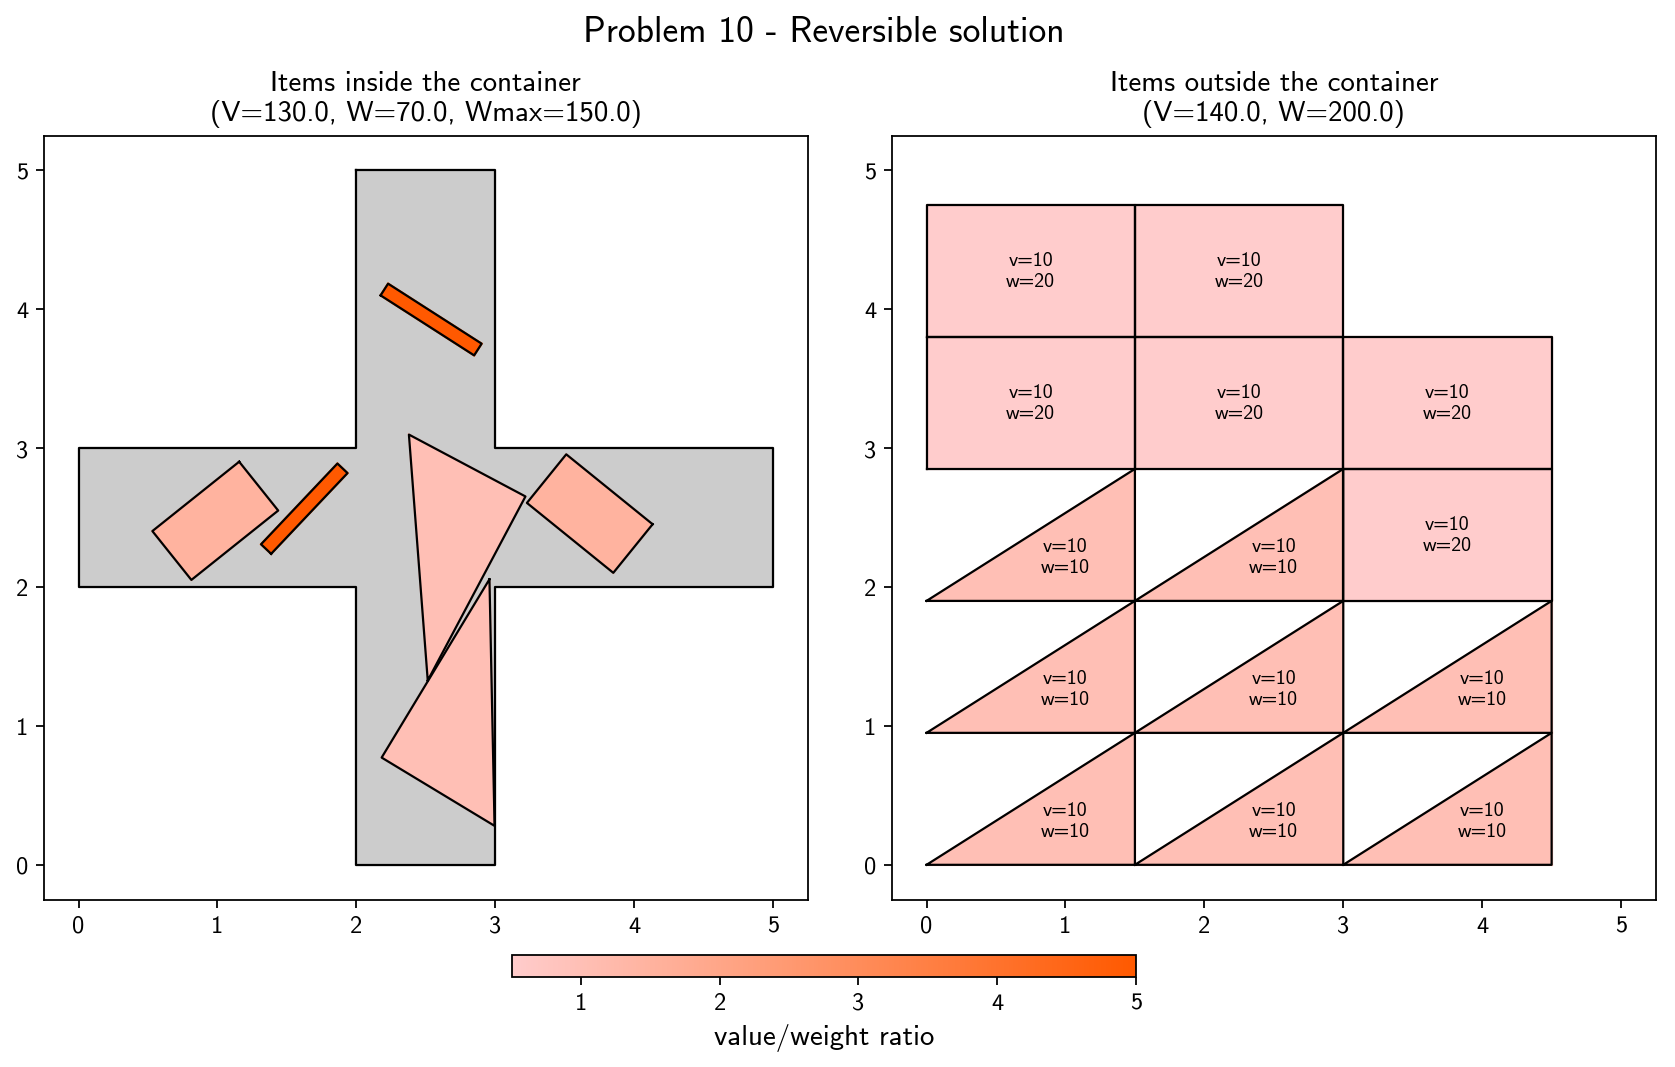 Problem 10 - Reversible solution
Items inside the container
(V=130.0, W=70.0, Wmax=150.0)
5
4
3
2
1
0
0 1 2 3 4 5
Items outside the container
(V=140.0, W=200.0)
5
4
3
2
1
0
v=10
w=20
v=10
w=20
v=10
w=20
v=10
w=20
v=10
w=20
v=10
w=10
v=10
w=10
v=10
w=20
v=10
w=10
v=10
w=10
v=10
w=10
v=10
w=10
v=10
w=10
v=10
w=10
0 1 2 3 4 5
1 2 3 4 5
value/weight ratio